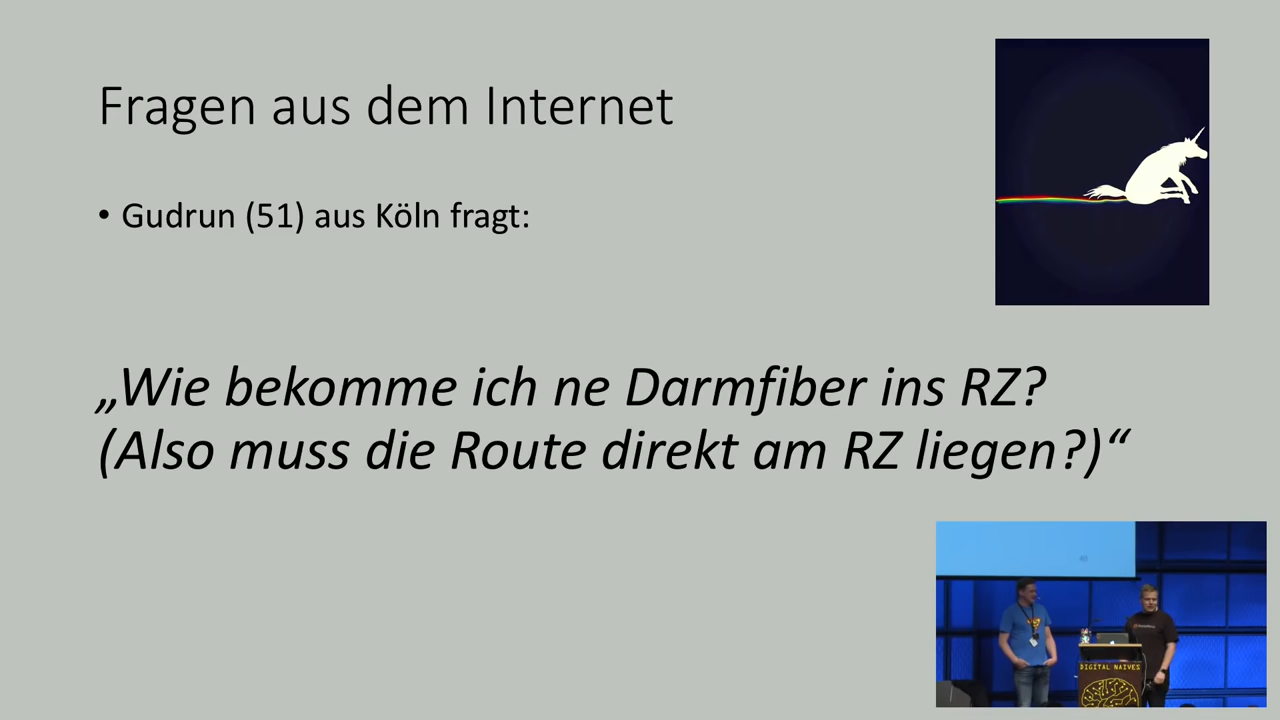 Fragen aus dem Internet
• Gudrun (51) aus Köln fragt:
„Wie bekomme ich ne Darmfiber ins RZ?
(Also muss die Route direkt am RZ liegen?)“
DIGITAL NAIVES